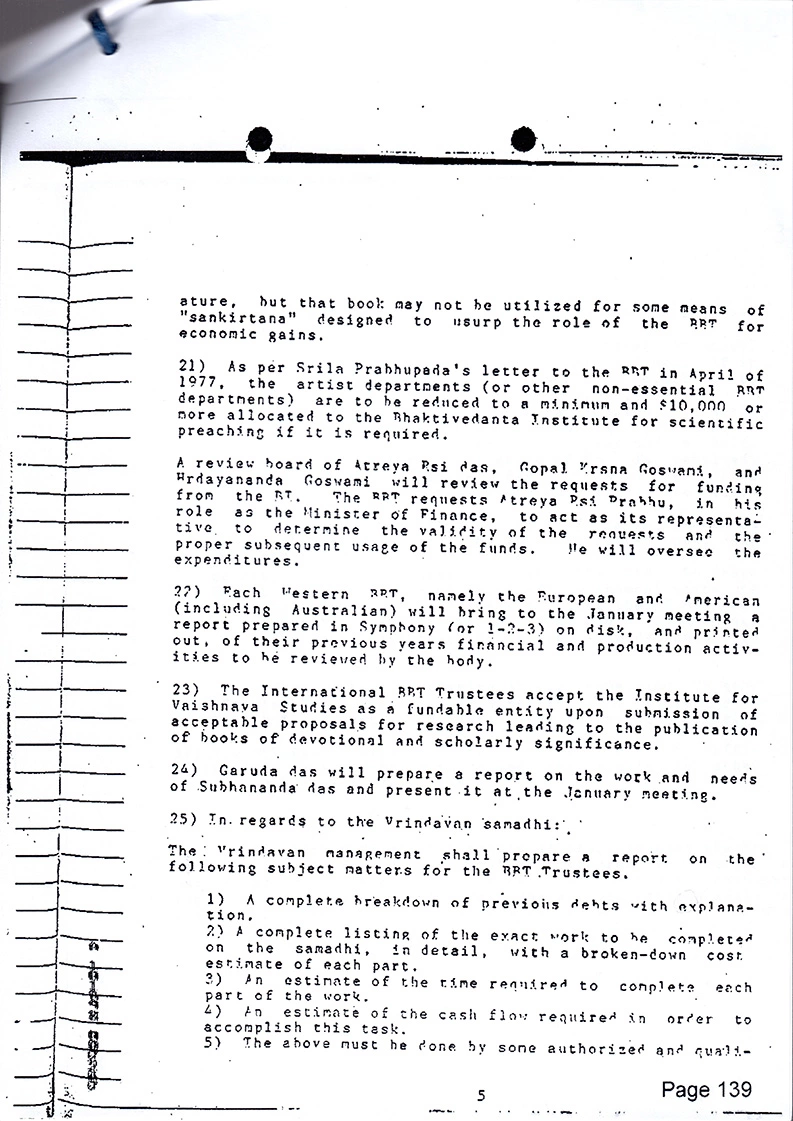 ature, but that book may not be utilized for some means of
"sankirtana" designed to usurp the role of the BBT for
economic gains.
21) As per Srila Prabhupada's letter to the BBT in April of
1977, the artist departments (or other non-essential BBT
departments) are to be reduced to a minimum and $10,000 or
more allocated to the Bhaktivedanta Institute for scientific
preaching if it is required.
A review board of Atreya Rsi das, Gopal Krsna Goswami, and
Hrdayananda Goswami will review the requests for funding
from the BI. The BBT requests Atreya Rsi Prabhu, in his
role as the Minister of Finance, to act as its representa-
tive to determine the validity of the requests and the
proper subsequent usage of the funds. He will oversee the
expenditures.
22) Each Western BBT, namely the European and American
(including Australian) will bring to the January meeting a
report prepared in Symphony (or 1-2-3) on disk, and printed
out, of their previous years financial and production activ-
ities to be reviewed by the body.
23) The International BBT Trustees accept the Institute for
Vaishnava Studies as a fundable entity upon submission of
acceptable proposals for research leading to the publication
of books of devotional and scholarly significance.
24) Garuda das will prepare a report on the work and needs
of Subhananda das and present it at the January meeting.
25) In regards to the Vrindavan samadhi:
The Vrindavan management shall prepare a report on the
following subject matters for the BBT Trustees.
1) A complete breakdown of previous debts with explana-
tion.
2) A complete listing of the exact work to be completed
on the samadhi, in detail, with a broken-down cost
estimate of each part.
3) An estimate of the time required to complete each
part of the work.
4) An estimate of the cash flow required in order to
accomplish this task.
5) The above must be done by some authorized and quali-
5
Page 139